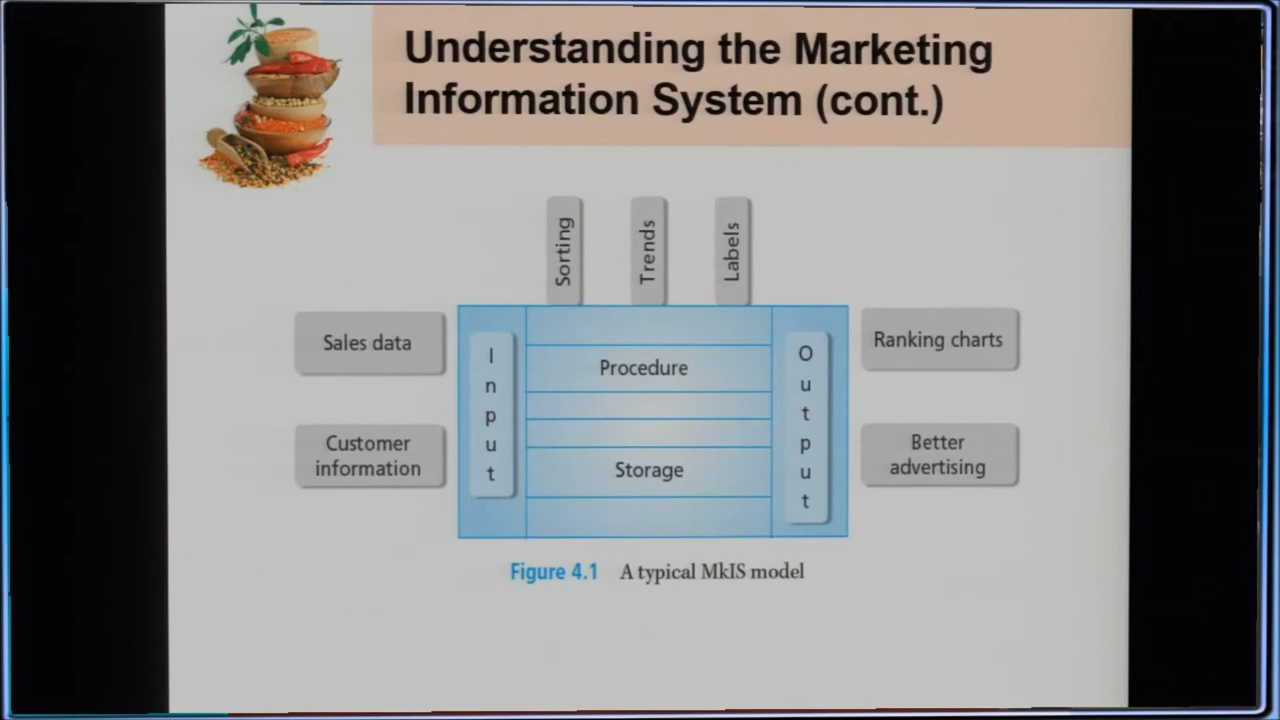 Understanding the Marketing
Information System (cont.)
Sorting
Trends
Labels
Sales data
Customer
information
Input
Procedure
Storage
Output
Ranking charts
Better
advertising
Figure 4.1 A typical MkIS model